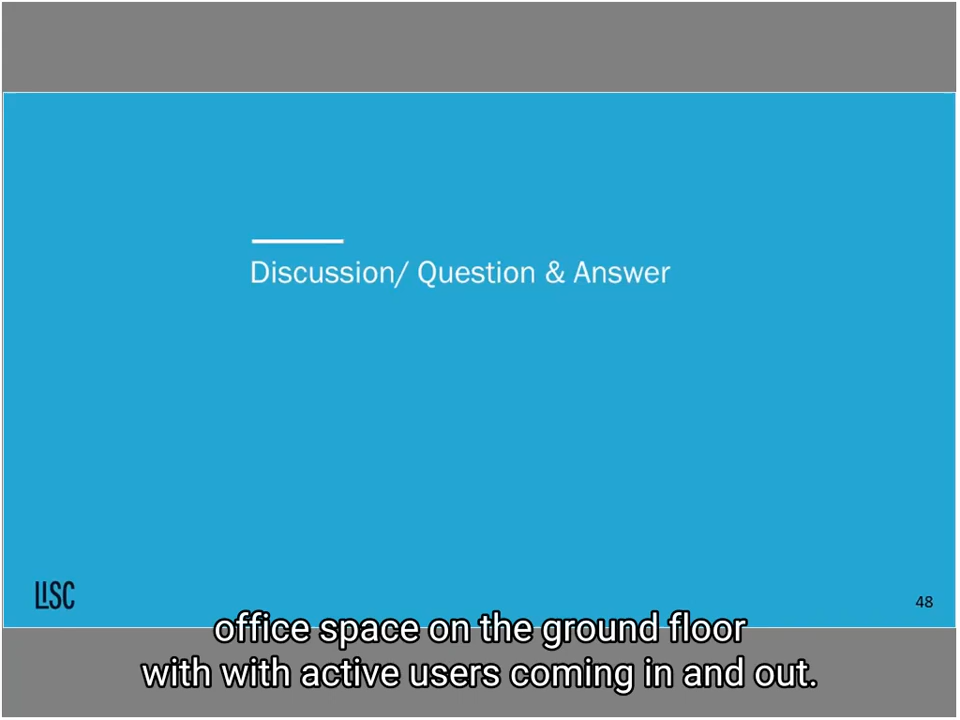 Discussion/ Question & Answer
LISC
48
office space on the ground floor
with with active users coming in and out.